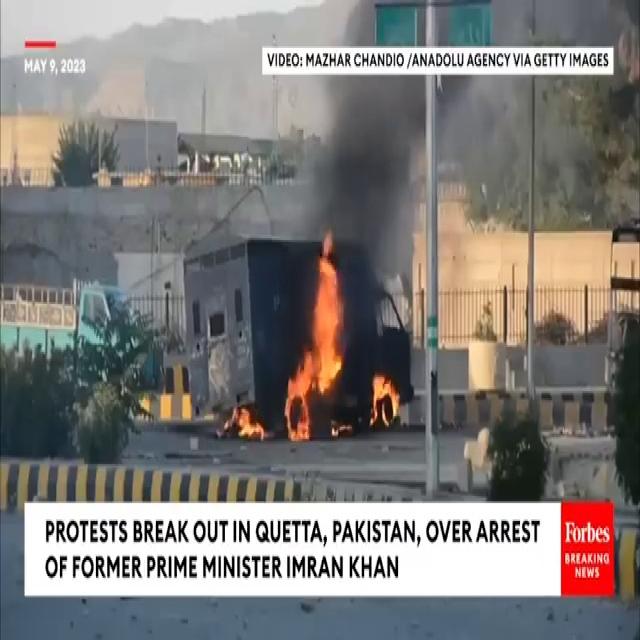 MAY 9, 2023
VIDEO: MAZHAR CHANDIO /ANADOLU AGENCY VIA GETTY IMAGES
PROTESTS BREAK OUT IN QUETTA, PAKISTAN, OVER ARREST
OF FORMER PRIME MINISTER IMRAN KHAN
Forbes
BREAKING
NEWS